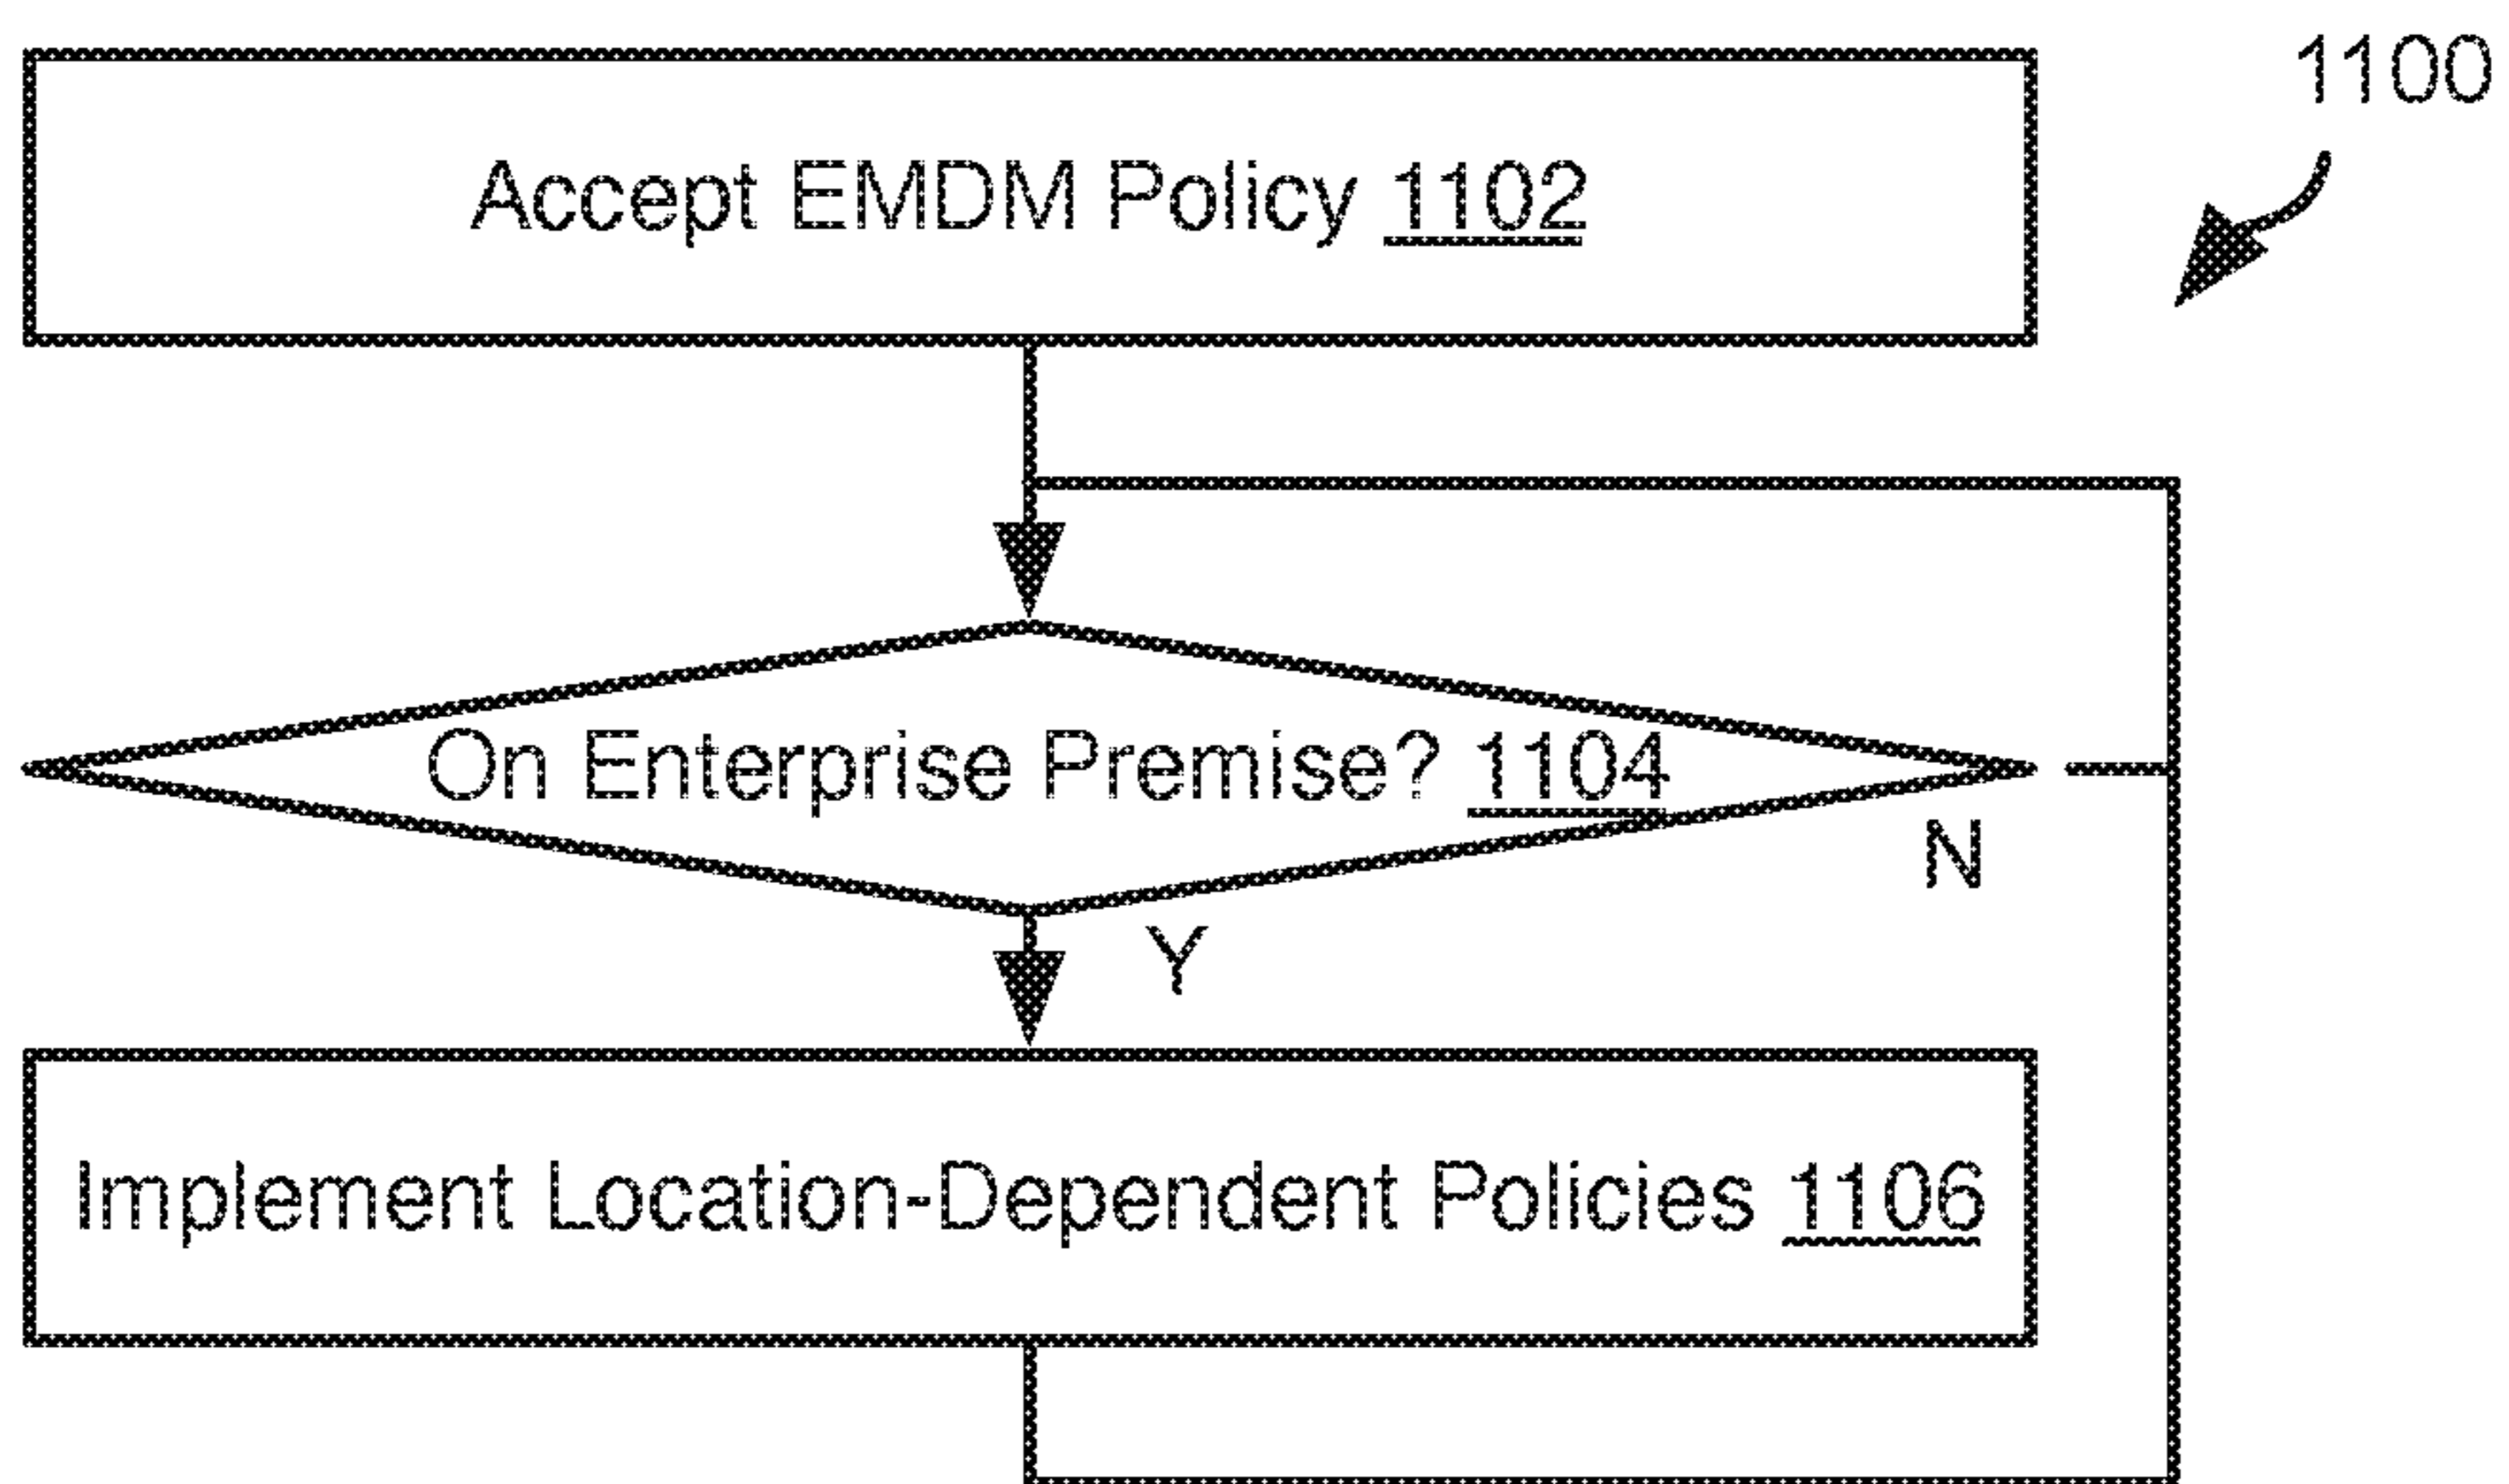 1100
Accept EMDM Policy 1102
On Enterprise Premise? 1104
N
Y
Implement Location-Dependent Policies 1106